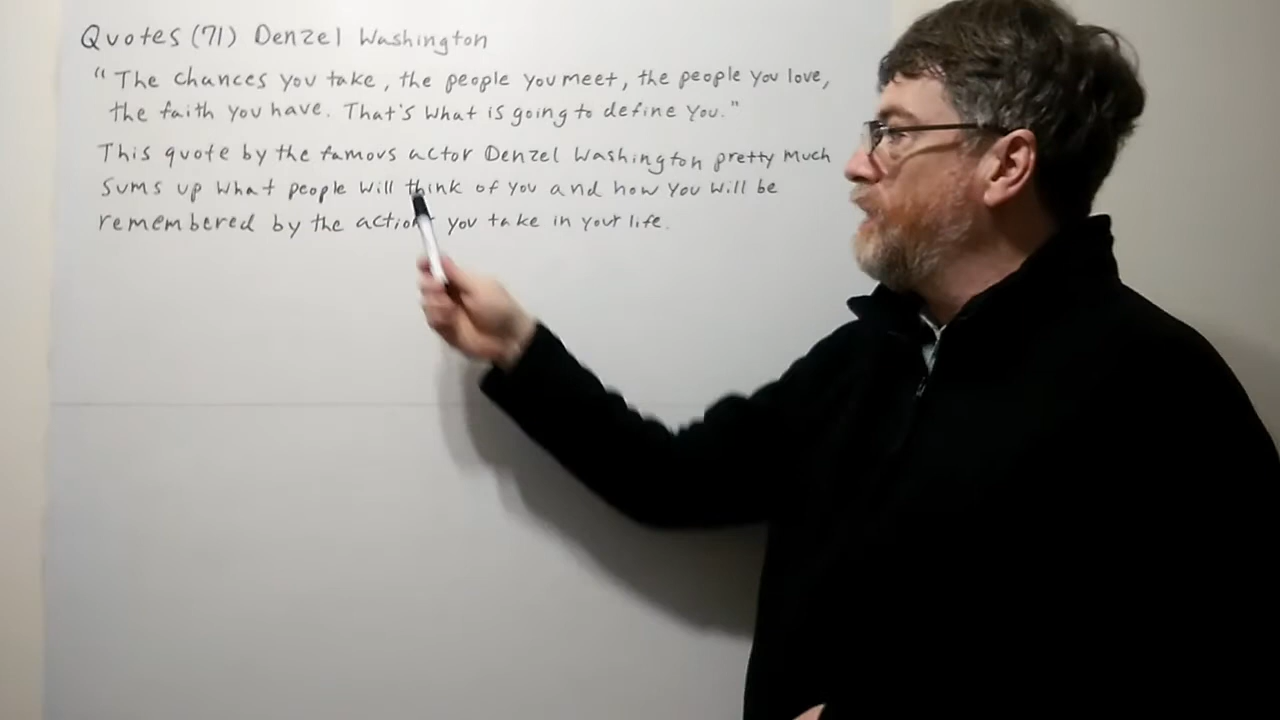 Quotes (71) Denzel Washington
"The chances you take, the people you meet, the people you love,
the faith you have. That's what is going to define you."
This quote by the famous actor Denzel Washington pretty much
sums up what people will think of you and how you will be
remembered by the actions you take in your life.